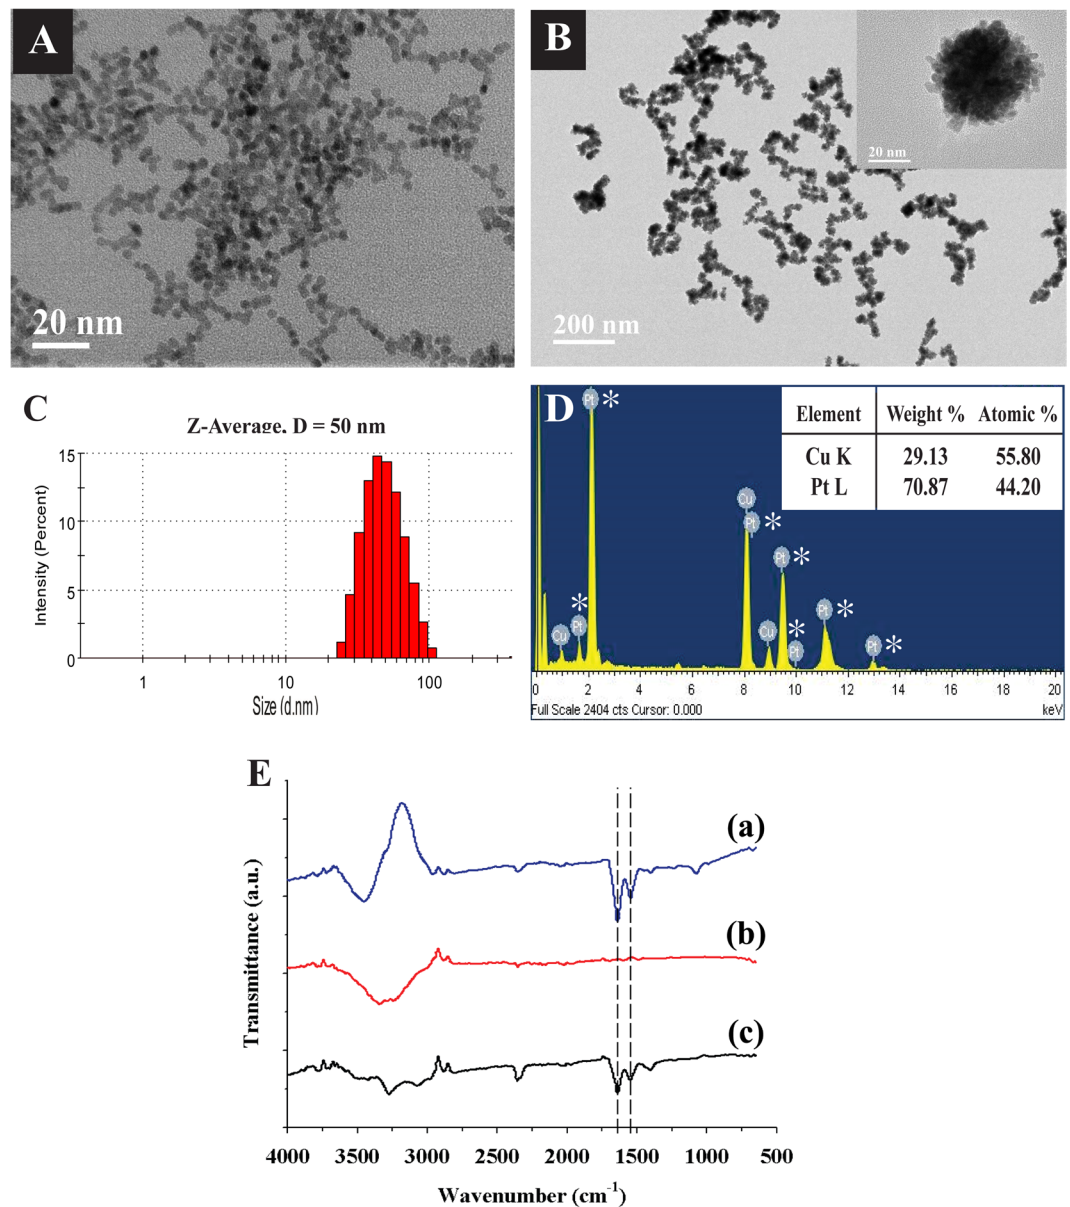 A
20 nm
B
20 nm
200 nm
C
Z-Average, D = 50 nm
Intensity (Percent)
15
10
5
0
1
10
100
Size (d.nm)
D
Pt *
Cu
Pt *
Pt *
Cu
* Pt
Cu
* Pt
Pt *
Pt *
Element Weight % Atomic %
Cu K 29.13 55.80
Pt L 70.87 44.20
0 2 4 6 8 10 12 14 16 18 20
Full Scale 2404 cts Cursor: 0.000 keV
E
Transmittance (a.u.)
(a)
(b)
(c)
4000 3500 3000 2500 2000 1500 1000 500
Wavenumber (cm⁻¹)